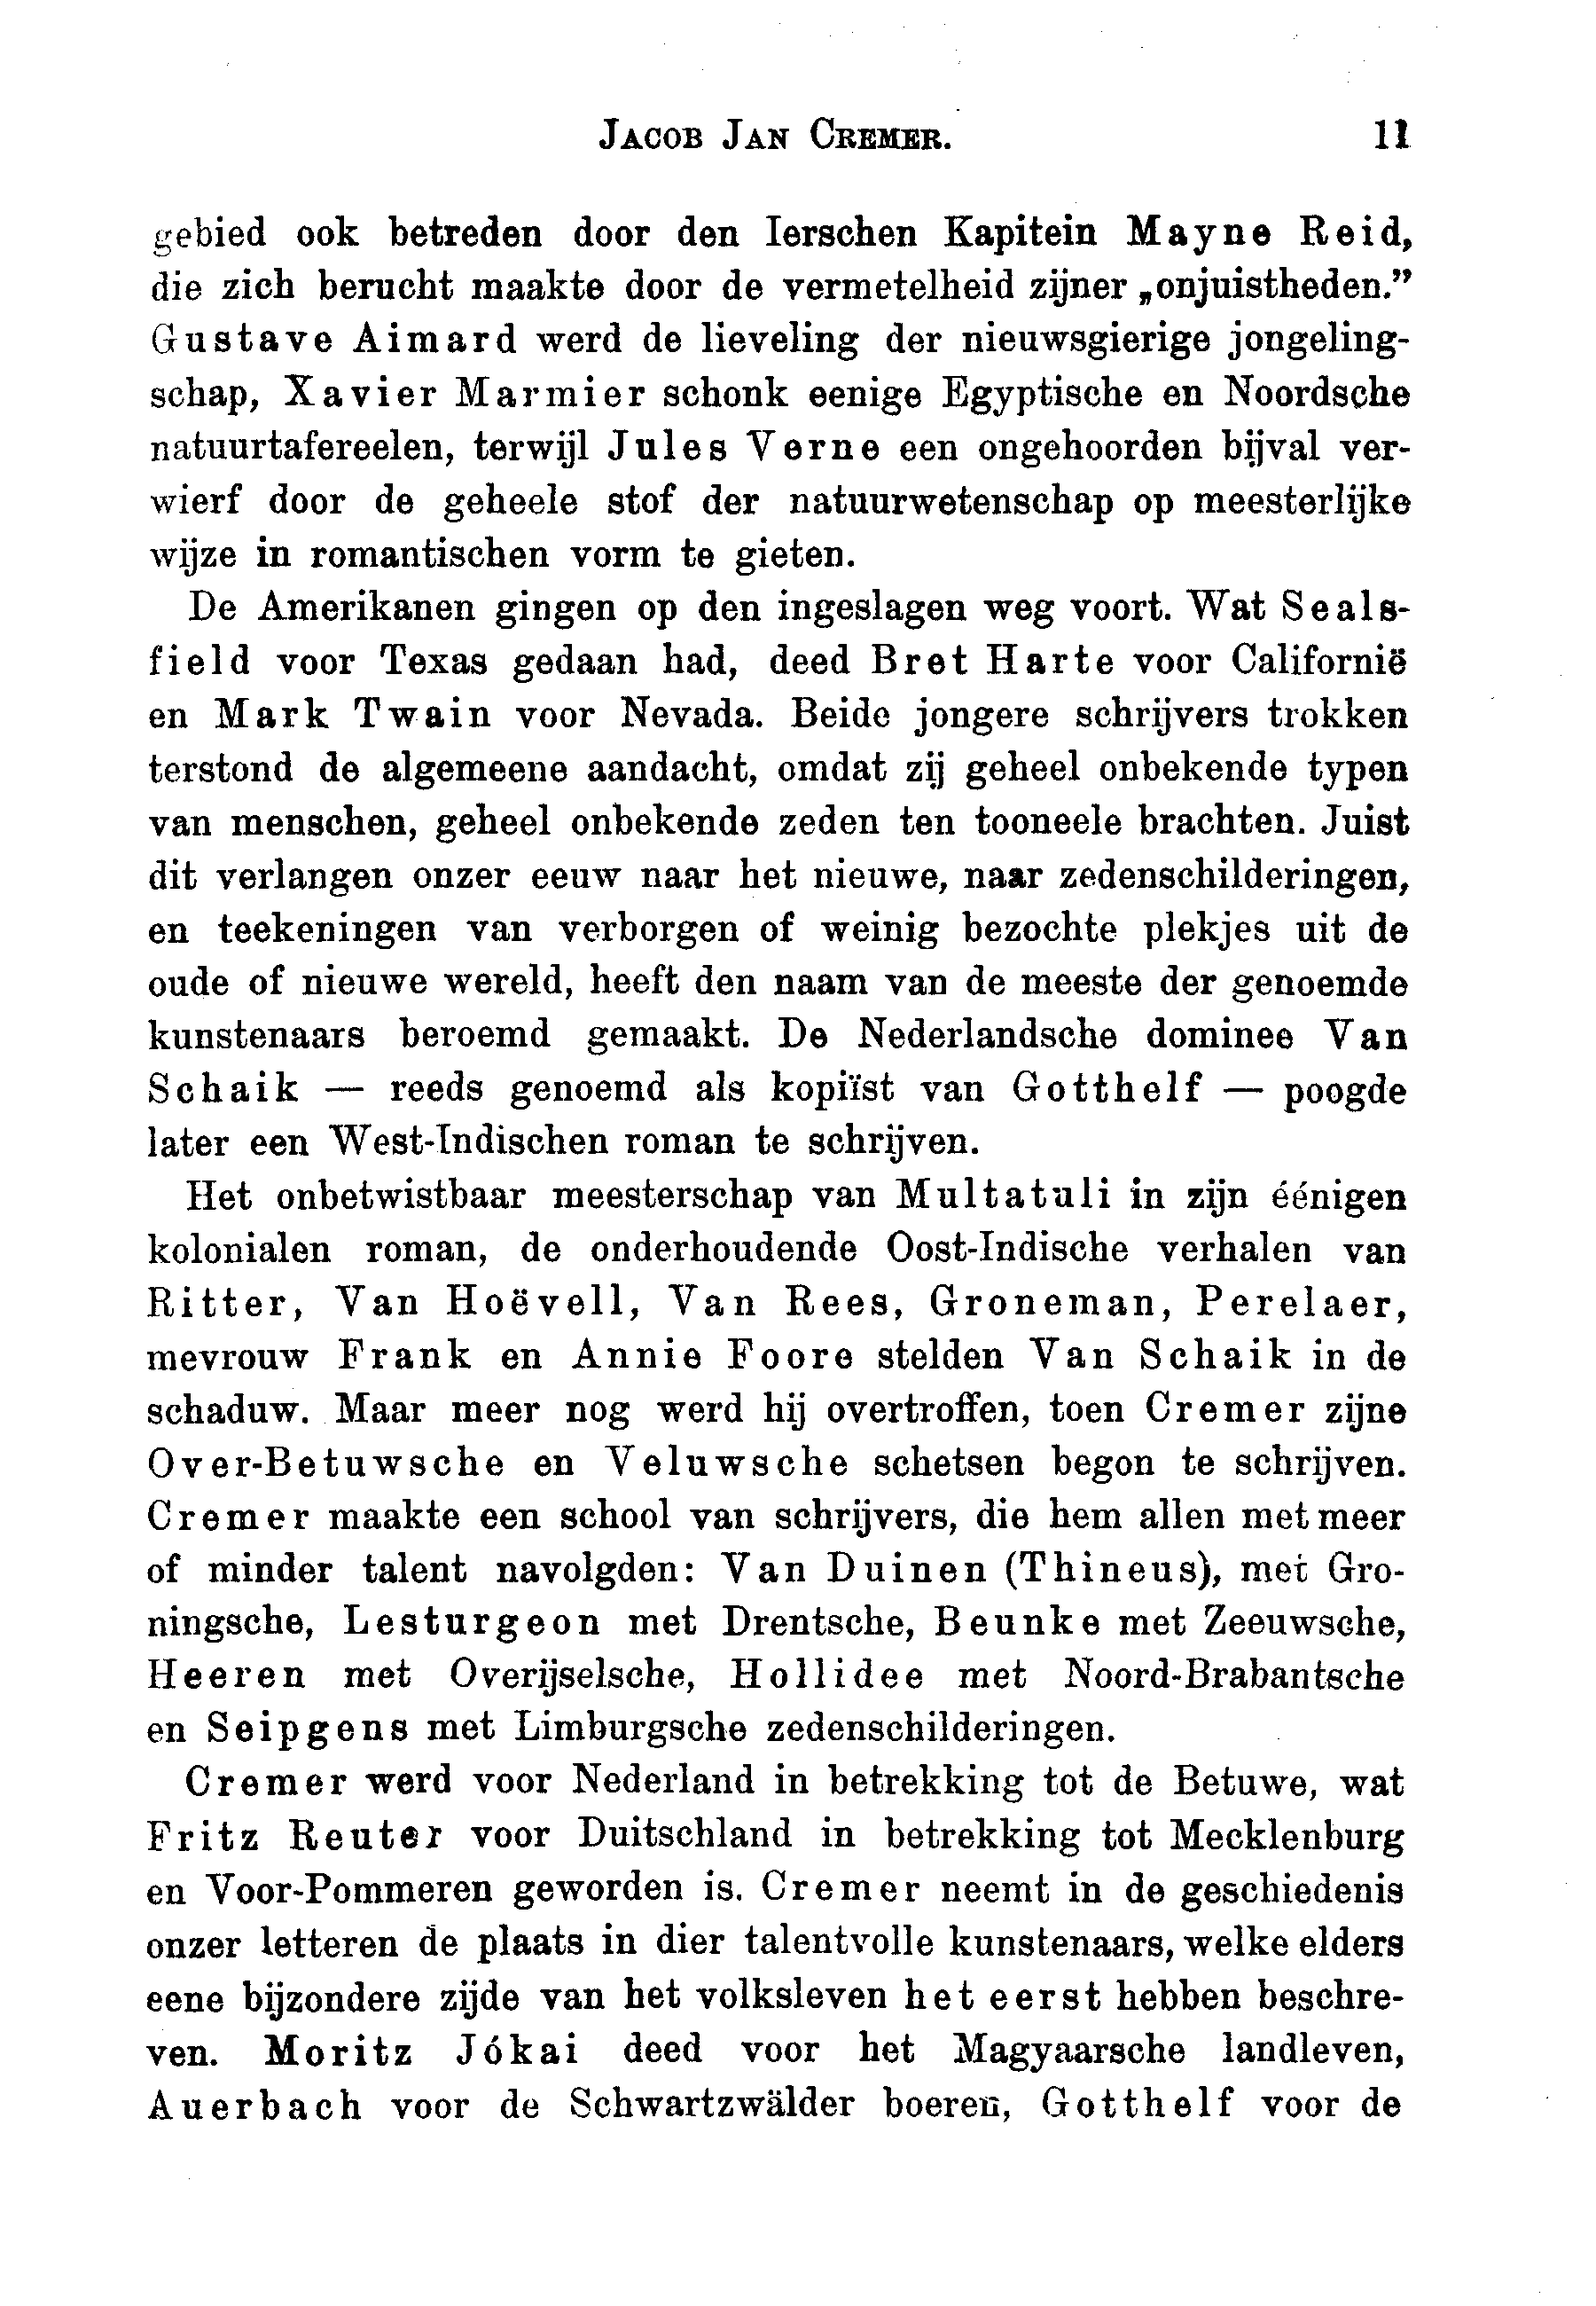 JACOB JAN CREMER. 11
gebied ook betreden door den Ierschen Kapitein Mayne Reid,
die zich berucht maakte door de vermetelheid zijner „onjuistheden.”
Gustave Aimard werd de lieveling der nieuwsgierige jongeling-
schap, Xavier Marmier schonk eenige Egyptische en Noordsche
natuurtafereelen, terwijl Jules Verne een ongehoorden bijval ver-
wierf door de geheele stof der natuurwetenschap op meesterlijke
wijze in romantischen vorm te gieten.
De Amerikanen gingen op den ingeslagen weg voort. Wat Seals-
field voor Texas gedaan had, deed Bret Harte voor Californië
en Mark Twain voor Nevada. Beide jongere schrijvers trokken
terstond de algemeene aandacht, omdat zij geheel onbekende typen
van menschen, geheel onbekende zeden ten tooneele brachten. Juist
dit verlangen onzer eeuw naar het nieuwe, naar zedenschilderingen,
en teekeningen van verborgen of weinig bezochte plekjes uit de
oude of nieuwe wereld, heeft den naam van de meeste der genoemde
kunstenaars beroemd gemaakt. De Nederlandsche dominee Van
Schaik — reeds genoemd als kopiïst van Gotthelf — poogde
later een West-Indischen roman te schrijven.
Het onbetwistbaar meesterschap van Multatuli in zijn éénigen
kolonialen roman, de onderhoudende Oost-Indische verhalen van
Ritter, Van Hoëvell, Van Rees, Groneman, Perelaer,
mevrouw Frank en Annie Foore stelden Van Schaik in de
schaduw. Maar meer nog werd hij overtroffen, toen Cremer zijne
Over-Betuwsche en Veluwsche schetsen begon te schrijven.
Cremer maakte een school van schrijvers, die hem allen met meer
of minder talent navolgden: Van Duinen (Thineus), met Gro-
ningsche, Lesturgeon met Drentsche, Beunke met Zeeuwsche,
Heeren met Overijselsche, Hollidee met Noord-Brabantsche
en Seipgens met Limburgsche zedenschilderingen.
Cremer werd voor Nederland in betrekking tot de Betuwe, wat
Fritz Reuter voor Duitschland in betrekking tot Mecklenburg
en Voor-Pommeren geworden is. Cremer neemt in de geschiedenis
onzer letteren de plaats in dier talentvolle kunstenaars, welke elders
eene bijzondere zijde van het volksleven het eerst hebben beschre-
ven. Moritz Jókai deed voor het Magyaarsche landleven,
Auerbach voor de Schwartzwälder boeren, Gotthelf voor de